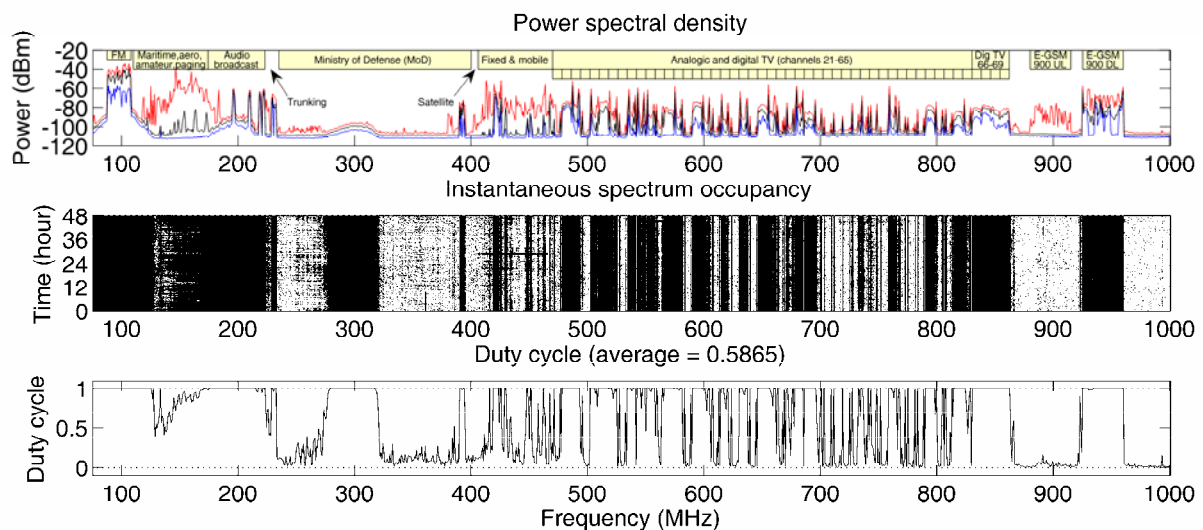 Power spectral density
Power (dBm)
-20
-40
-60
-80
-100
-120
FM
Maritime,aero,
amateur,paging
Audio
broadcast
Ministry of Defense (MoD)
Fixed & mobile
Analogic and digital TV (channels 21-65)
Dig TV
66-69
E-GSM
900 UL
E-GSM
900 DL
Trunking
Satellite
100 200 300 400 500 600 700 800 900 1000
Instantaneous spectrum occupancy
Time (hour)
48
36
24
12
0
100 200 300 400 500 600 700 800 900 1000
Duty cycle (average = 0.5865)
Duty cycle
1
0.5
0
100 200 300 400 500 600 700 800 900 1000
Frequency (MHz)